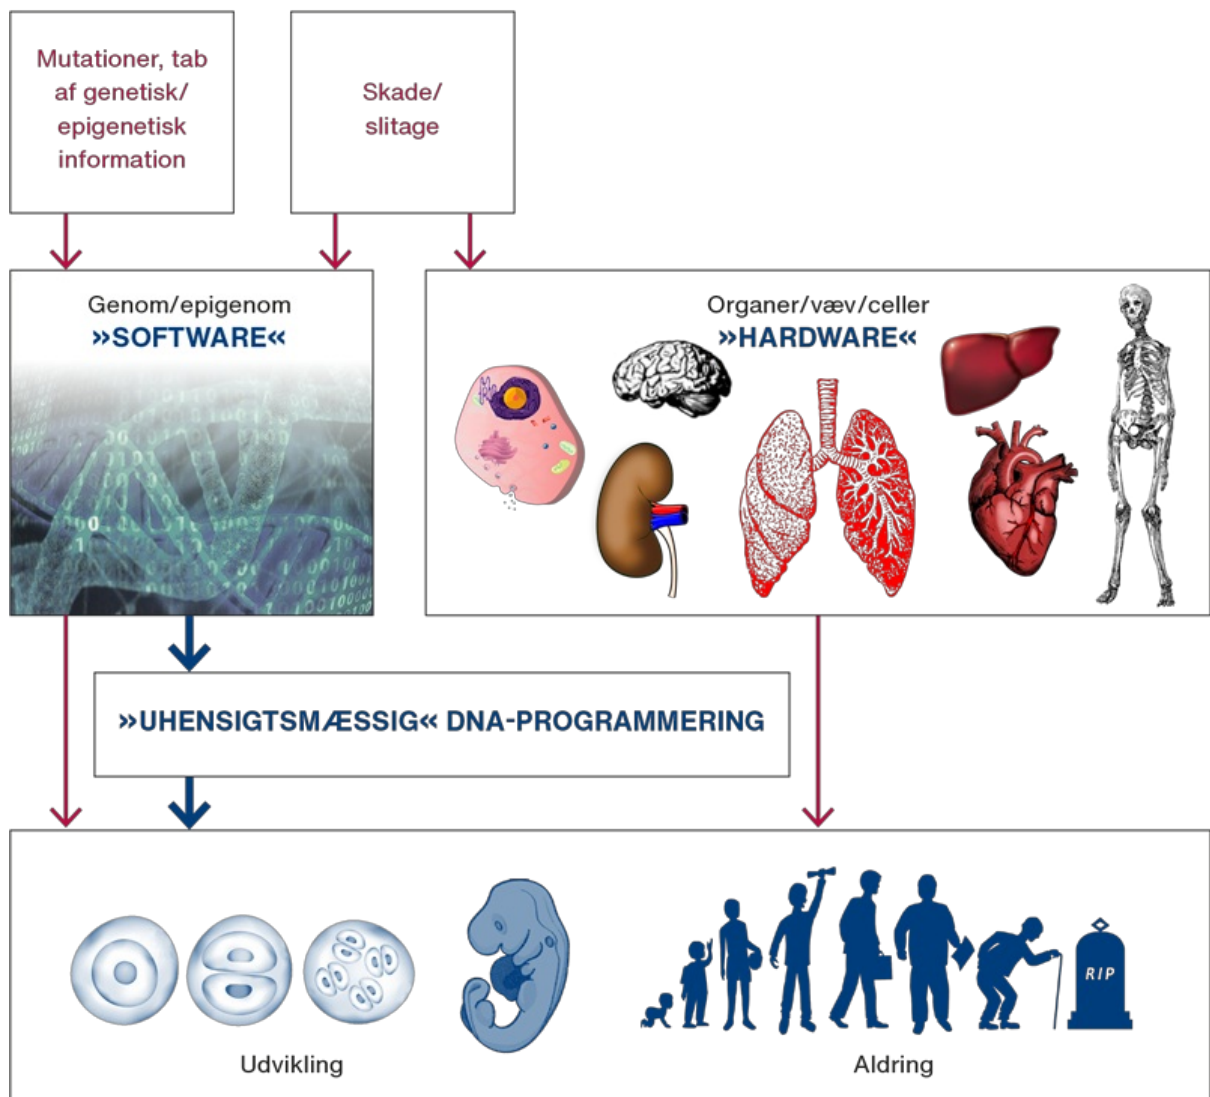 Mutationer, tab
af genetisk/
epigenetisk
information
Skade/
slitage
Genom/epigenom
»SOFTWARE«
Organer/væv/celler
»HARDWARE«
»UHENSIGTSMÆSSIG« DNA-PROGRAMMERING
RIP
Udvikling
Aldring